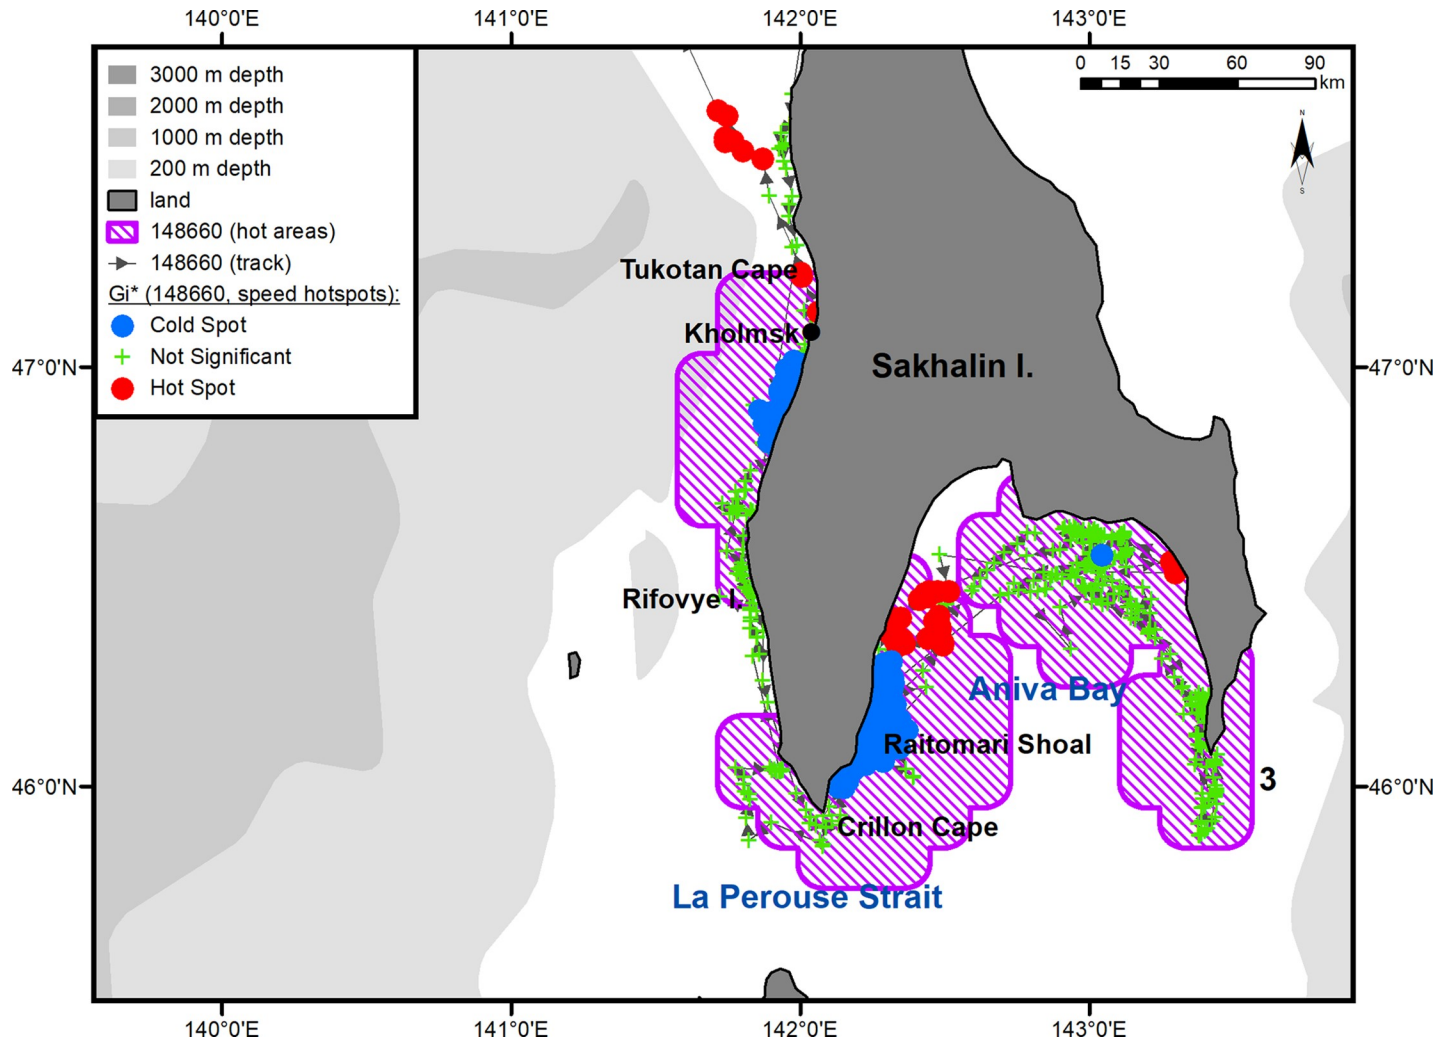 140°0'E
141°0'E
142°0'E
143°0'E
3000 m depth
2000 m depth
1000 m depth
200 m depth
land
148660 (hot areas)
148660 (track)
Gi* (148660, speed hotspots):
Cold Spot
Not Significant
Hot Spot
0 15 30 60 90
km
N
S
Tukotan Cape
Kholmsk
Sakhalin I.
47°0'N
47°0'N
Rifovye I.
Aniva Bay
Raitomari Shoal
3
46°0'N
46°0'N
Crillon Cape
La Perouse Strait
140°0'E
141°0'E
142°0'E
143°0'E